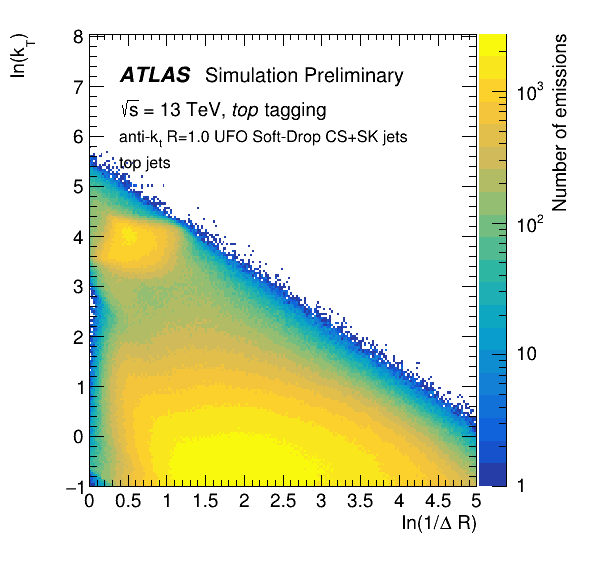 ln(k_T)
8
7
6
5
4
3
2
1
0
−1
ATLAS Simulation Preliminary
√s = 13 TeV, top tagging
anti-k_t R=1.0 UFO Soft-Drop CS+SK jets
top jets
0 0.5 1 1.5 2 2.5 3 3.5 4 4.5 5
ln(1/Δ R)
Number of emissions
10³
10²
10
1